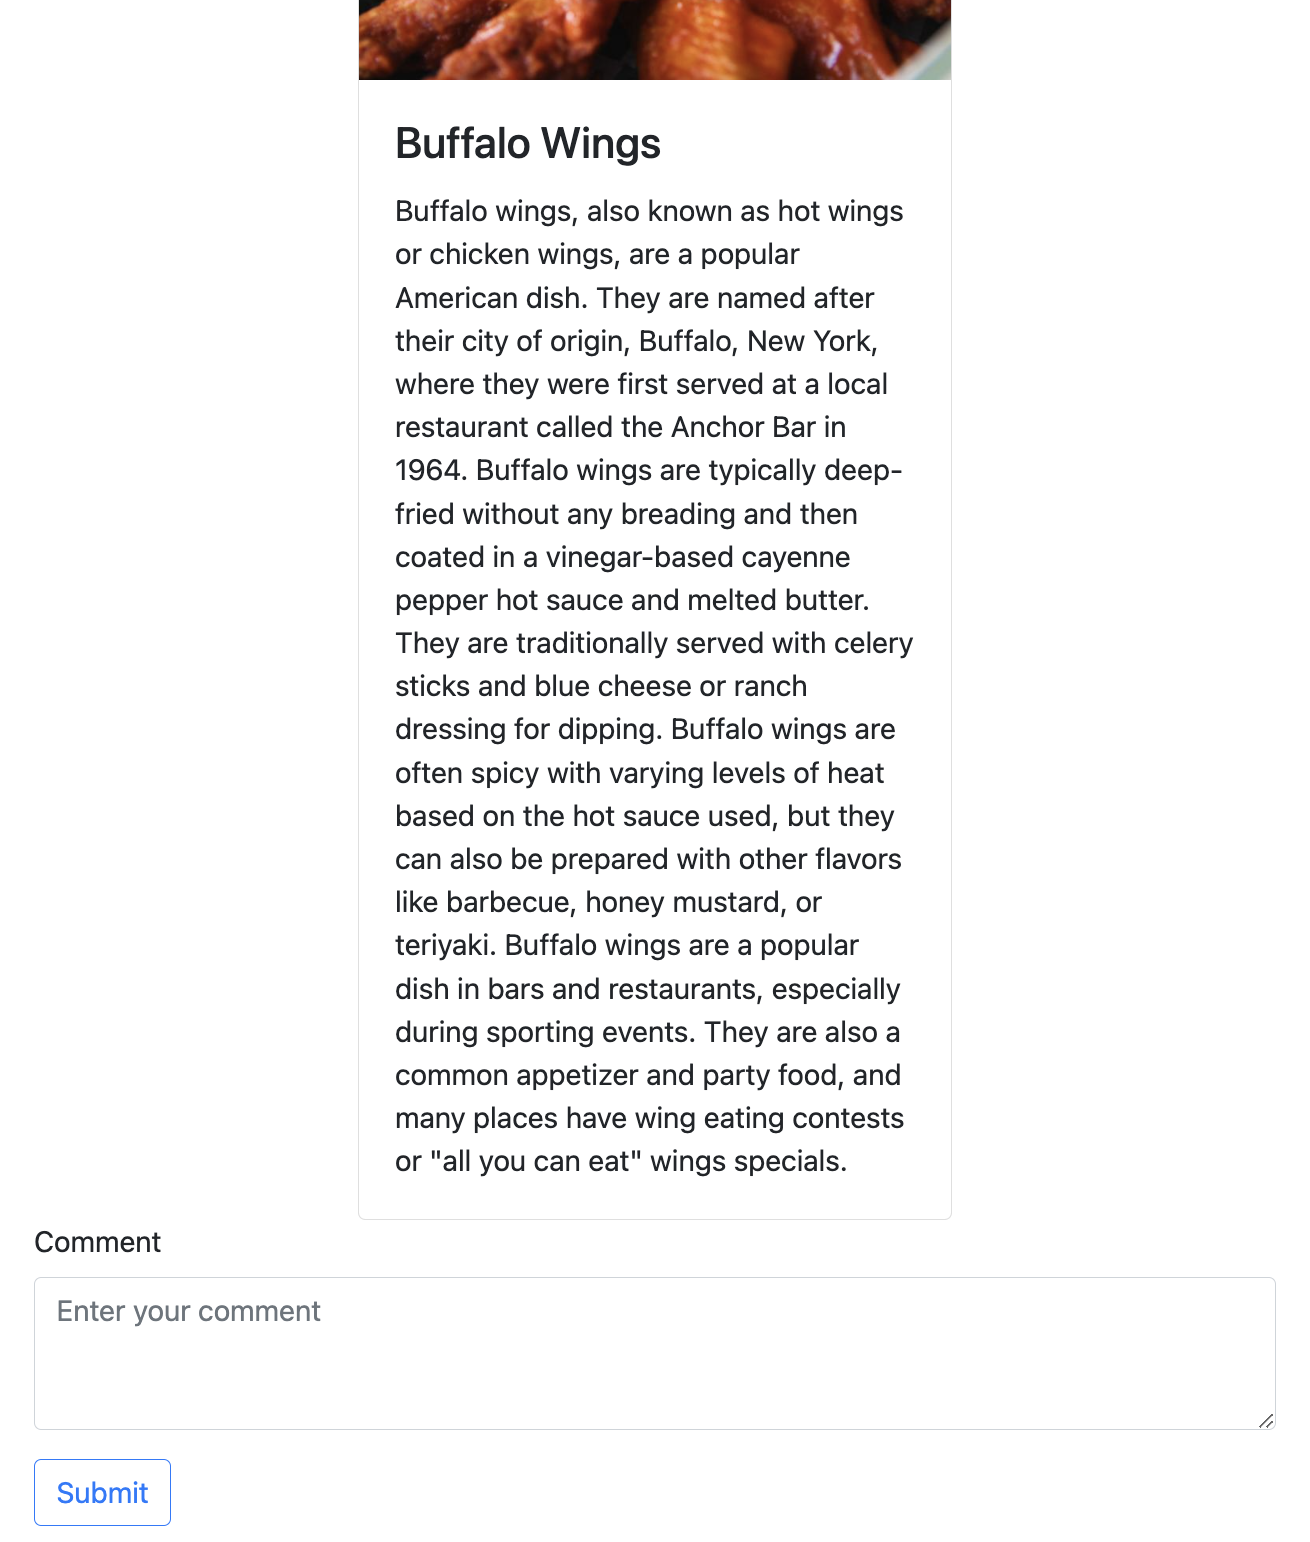 Buffalo Wings
Buffalo wings, also known as hot wings
or chicken wings, are a popular
American dish. They are named after
their city of origin, Buffalo, New York,
where they were first served at a local
restaurant called the Anchor Bar in
1964. Buffalo wings are typically deep-
fried without any breading and then
coated in a vinegar-based cayenne
pepper hot sauce and melted butter.
They are traditionally served with celery
sticks and blue cheese or ranch
dressing for dipping. Buffalo wings are
often spicy with varying levels of heat
based on the hot sauce used, but they
can also be prepared with other flavors
like barbecue, honey mustard, or
teriyaki. Buffalo wings are a popular
dish in bars and restaurants, especially
during sporting events. They are also a
common appetizer and party food, and
many places have wing eating contests
or "all you can eat" wings specials.
Comment
Enter your comment
Submit